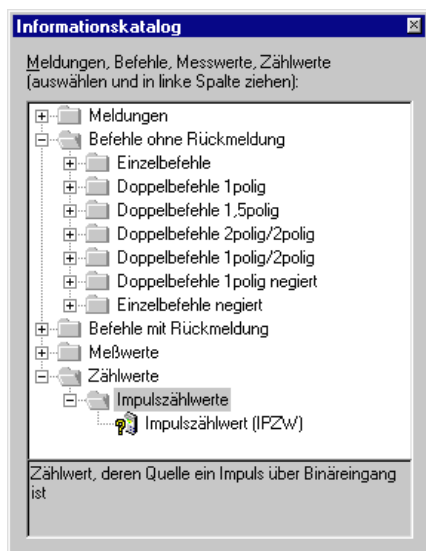 Informationskatalog
Meldungen, Befehle, Messwerte, Zählwerte
(auswählen und in linke Spalte ziehen):
Meldungen
Befehle ohne Rückmeldung
Einzelbefehle
Doppelbefehle 1polig
Doppelbefehle 1,5polig
Doppelbefehle 2polig/2polig
Doppelbefehle 1polig/2polig
Doppelbefehle 1polig negiert
Einzelbefehle negiert
Befehle mit Rückmeldung
Meßwerte
Zählwerte
Impulszählwerte
Impulszählwert (IPZW)
Zählwert, deren Quelle ein Impuls über Binäreingang
ist